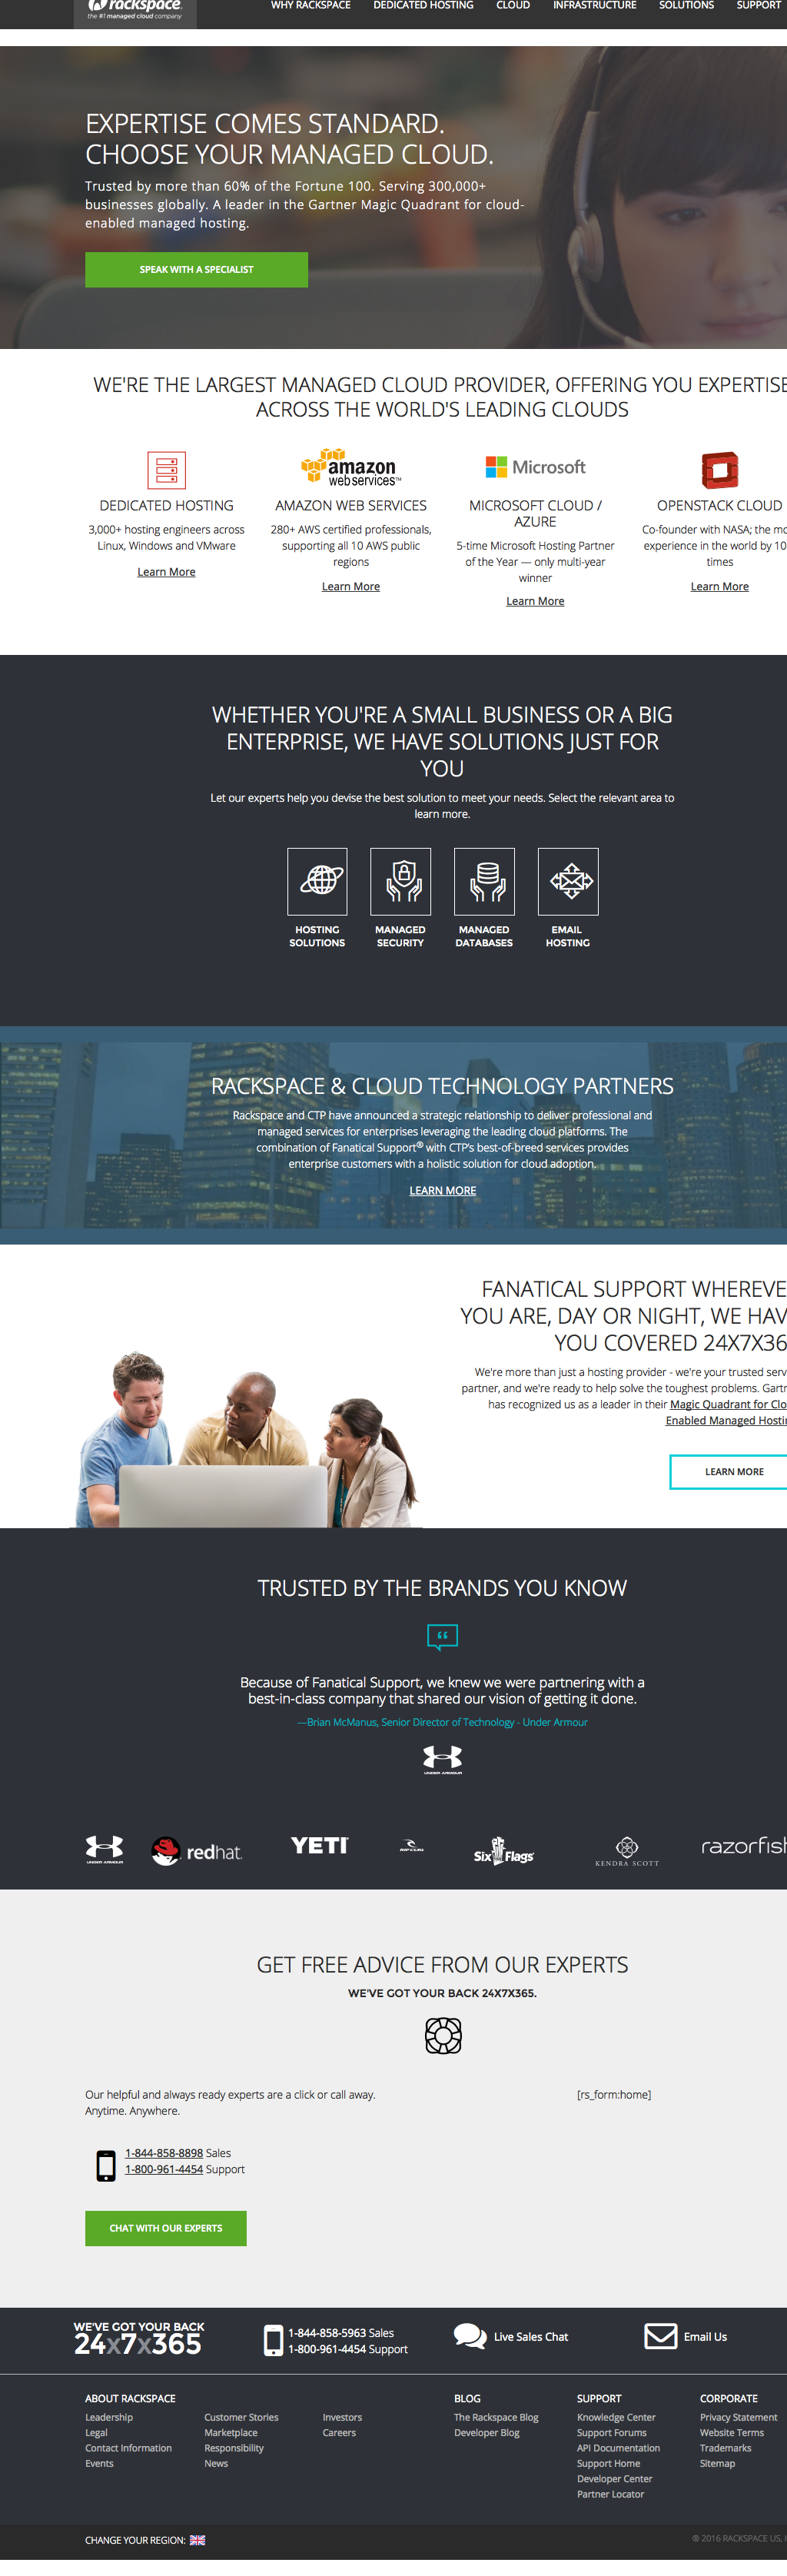 rackspace.
the #1 managed cloud company
WHY RACKSPACE DEDICATED HOSTING CLOUD INFRASTRUCTURE SOLUTIONS SUPPORT
EXPERTISE COMES STANDARD.
CHOOSE YOUR MANAGED CLOUD.
Trusted by more than 60% of the Fortune 100. Serving 300,000+
businesses globally. A leader in the Gartner Magic Quadrant for cloud-
enabled managed hosting.
SPEAK WITH A SPECIALIST
WE'RE THE LARGEST MANAGED CLOUD PROVIDER, OFFERING YOU EXPERTISE
ACROSS THE WORLD'S LEADING CLOUDS
DEDICATED HOSTING
3,000+ hosting engineers across
Linux, Windows and VMware
Learn More
amazon
web services™
AMAZON WEB SERVICES
280+ AWS certified professionals,
supporting all 10 AWS public
regions
Learn More
Microsoft
MICROSOFT CLOUD /
AZURE
5-time Microsoft Hosting Partner
of the Year — only multi-year
winner
Learn More
OPENSTACK CLOUD
Co-founder with NASA; the mo
experience in the world by 10
times
Learn More
WHETHER YOU'RE A SMALL BUSINESS OR A BIG
ENTERPRISE, WE HAVE SOLUTIONS JUST FOR
YOU
Let our experts help you devise the best solution to meet your needs. Select the relevant area to
learn more.
HOSTING
SOLUTIONS
MANAGED
SECURITY
MANAGED
DATABASES
EMAIL
HOSTING
RACKSPACE & CLOUD TECHNOLOGY PARTNERS
Rackspace and CTP have announced a strategic relationship to deliver professional and
managed services for enterprises leveraging the leading cloud platforms. The
combination of Fanatical Support® with CTP's best-of-breed services provides
enterprise customers with a holistic solution for cloud adoption.
LEARN MORE
FANATICAL SUPPORT WHEREVE
YOU ARE, DAY OR NIGHT, WE HAV
YOU COVERED 24X7X36
We're more than just a hosting provider - we're your trusted serv
partner, and we're ready to help solve the toughest problems. Gartn
has recognized us as a leader in their Magic Quadrant for Clo
Enabled Managed Hostin
LEARN MORE
TRUSTED BY THE BRANDS YOU KNOW
Because of Fanatical Support, we knew we were partnering with a
best-in-class company that shared our vision of getting it done.
—Brian McManus, Senior Director of Technology - Under Armour
UNDER ARMOUR
UNDER ARMOUR redhat. YETI RIP CURL Six Flags KENDRA SCOTT razorfish
GET FREE ADVICE FROM OUR EXPERTS
WE'VE GOT YOUR BACK 24X7X365.
Our helpful and always ready experts are a click or call away.
Anytime. Anywhere.
[rs_form:home]
1-844-858-8898 Sales
1-800-961-4454 Support
CHAT WITH OUR EXPERTS
WE'VE GOT YOUR BACK
24x7x365
1-844-858-5963 Sales
1-800-961-4454 Support
Live Sales Chat
Email Us
ABOUT RACKSPACE
Leadership
Legal
Contact Information
Events
Customer Stories
Marketplace
Responsibility
News
Investors
Careers
BLOG
The Rackspace Blog
Developer Blog
SUPPORT
Knowledge Center
Support Forums
API Documentation
Support Home
Developer Center
Partner Locator
CORPORATE
Privacy Statement
Website Terms
Trademarks
Sitemap
CHANGE YOUR REGION:
® 2016 RACKSPACE US, I